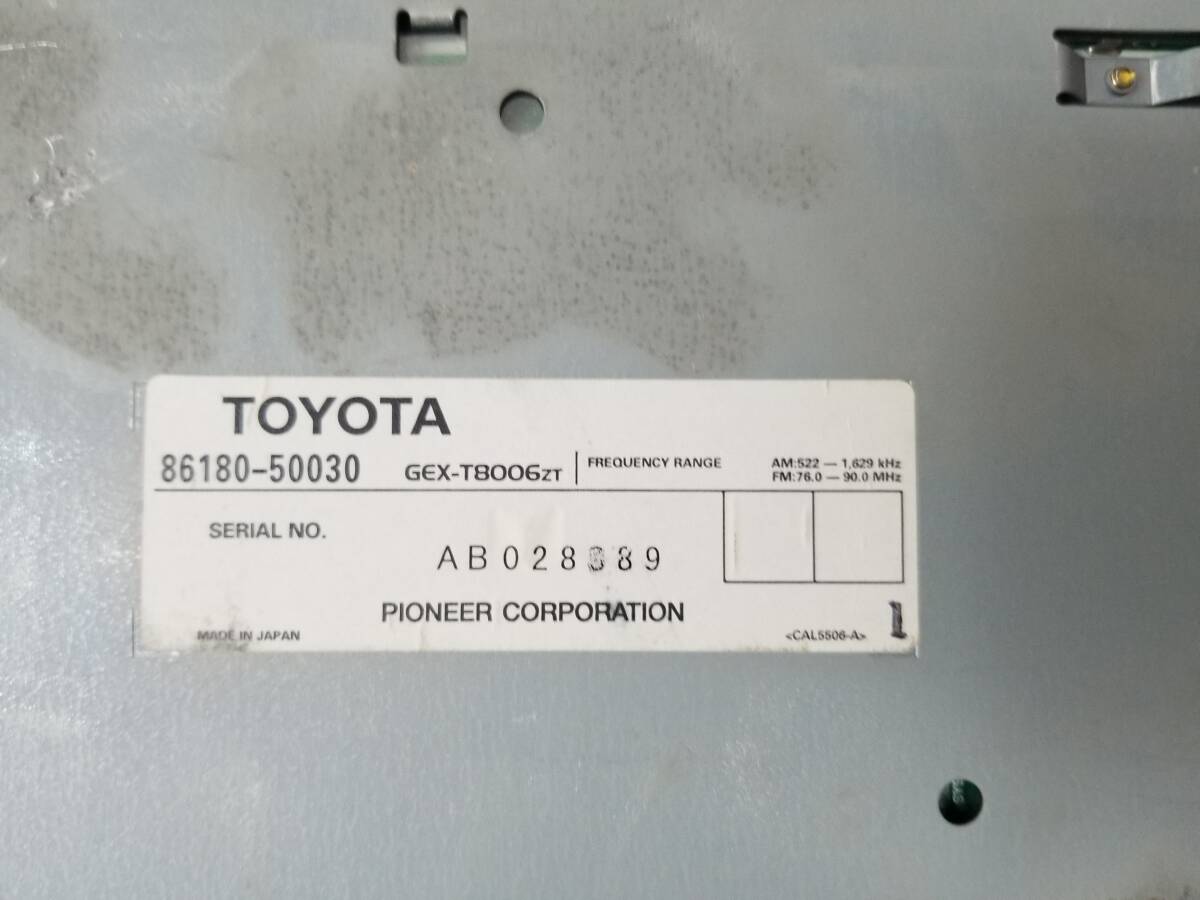 TOYOTA
86180-50030 GEX-T8006ZT FREQUENCY RANGE AM:522 — 1,629 kHz
FM:76.0 — 90.0 MHz
SERIAL NO.
PIONEER CORPORATION
MADE IN JAPAN <CAL5506-A> 1